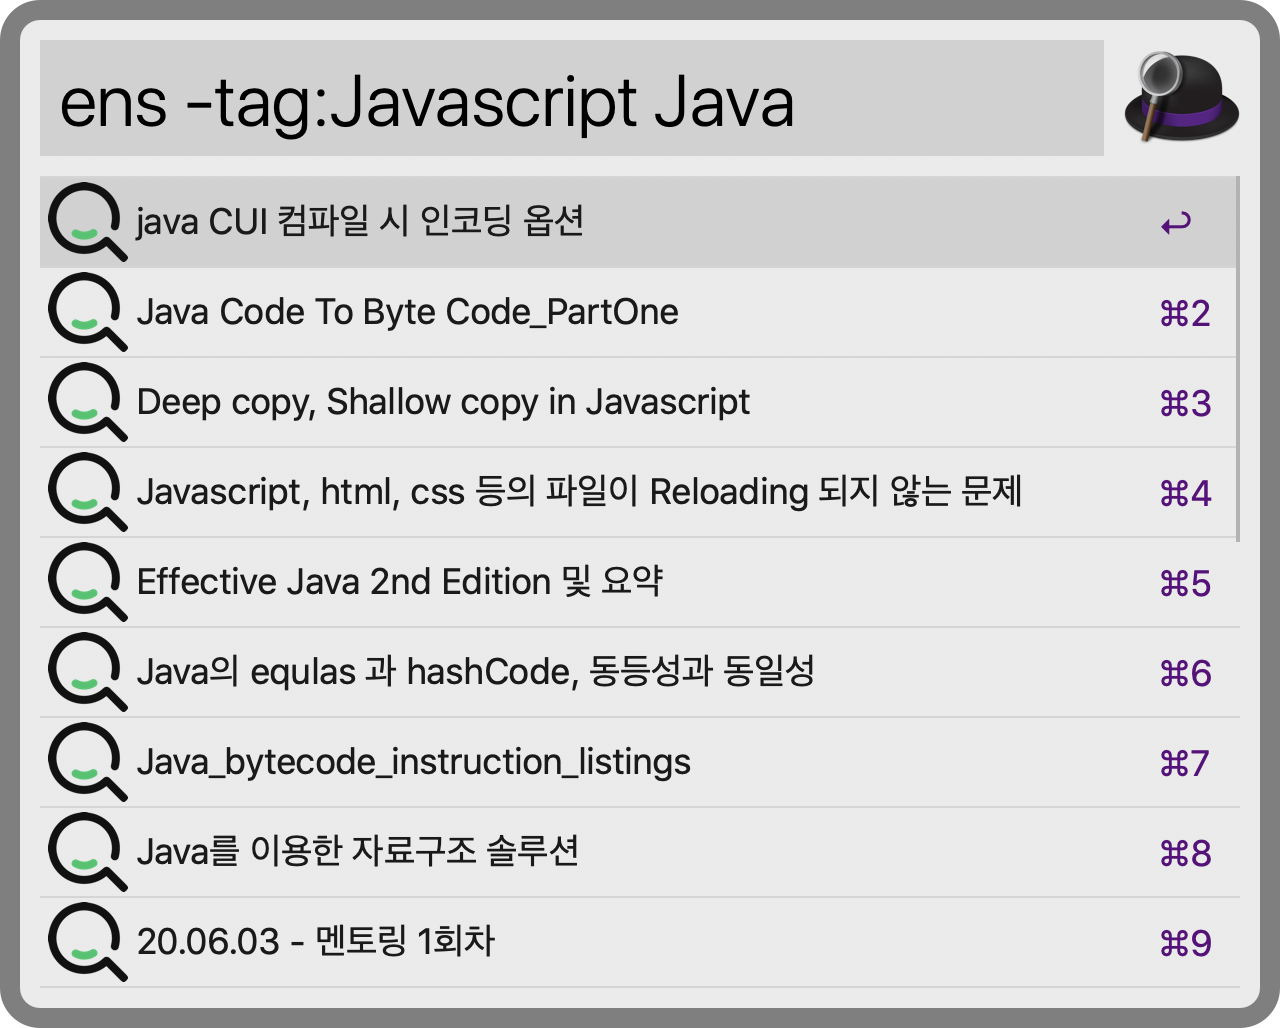 ens -tag:Javascript Java
java CUI 컴파일 시 인코딩 옵션 ↩
Java Code To Byte Code_PartOne ⌘2
Deep copy, Shallow copy in Javascript ⌘3
Javascript, html, css 등의 파일이 Reloading 되지 않는 문제 ⌘4
Effective Java 2nd Edition 및 요약 ⌘5
Java의 equlas 과 hashCode, 동등성과 동일성 ⌘6
Java_bytecode_instruction_listings ⌘7
Java를 이용한 자료구조 솔루션 ⌘8
20.06.03 - 멘토링 1회차 ⌘9